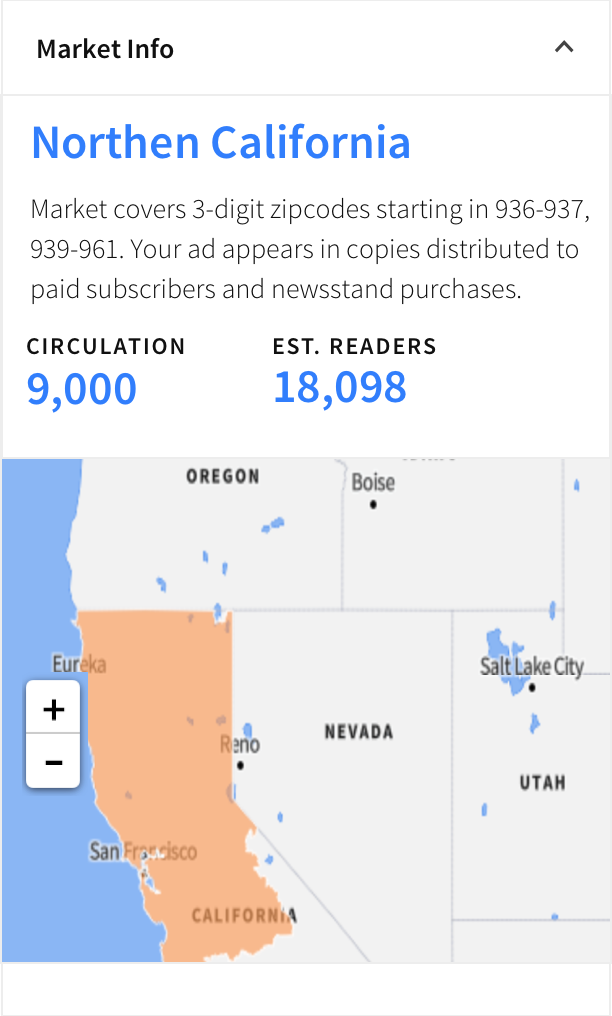 Market Info
Northen California
Market covers 3-digit zipcodes starting in 936-937,
939-961. Your ad appears in copies distributed to
paid subscribers and newsstand purchases.
CIRCULATION EST. READERS
9,000 18,098
OREGON
Boise
Eureka
Salt Lake City
+
Reno
NEVADA
−
UTAH
San Francisco
CALIFORNIA